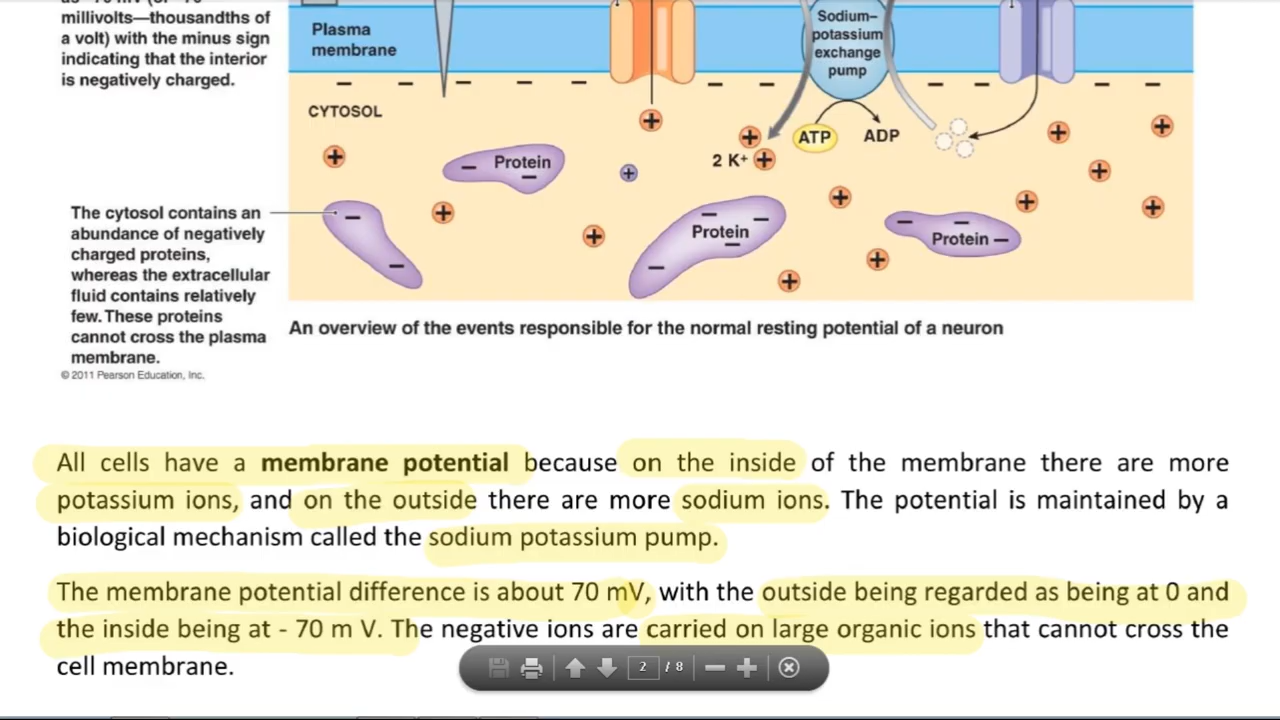 millivolts—thousandths of
a volt) with the minus sign
indicating that the interior
is negatively charged.
Plasma
membrane
Sodium–
potassium
exchange
pump
CYTOSOL
ATP
ADP
2 K+
Protein
Protein
Protein
The cytosol contains an
abundance of negatively
charged proteins,
whereas the extracellular
fluid contains relatively
few. These proteins
cannot cross the plasma
membrane.
© 2011 Pearson Education, Inc.
An overview of the events responsible for the normal resting potential of a neuron
All cells have a membrane potential because on the inside of the membrane there are more
potassium ions, and on the outside there are more sodium ions. The potential is maintained by a
biological mechanism called the sodium potassium pump.
The membrane potential difference is about 70 mV, with the outside being regarded as being at 0 and
the inside being at - 70 m V. The negative ions are carried on large organic ions that cannot cross the
cell membrane.
2 / 8